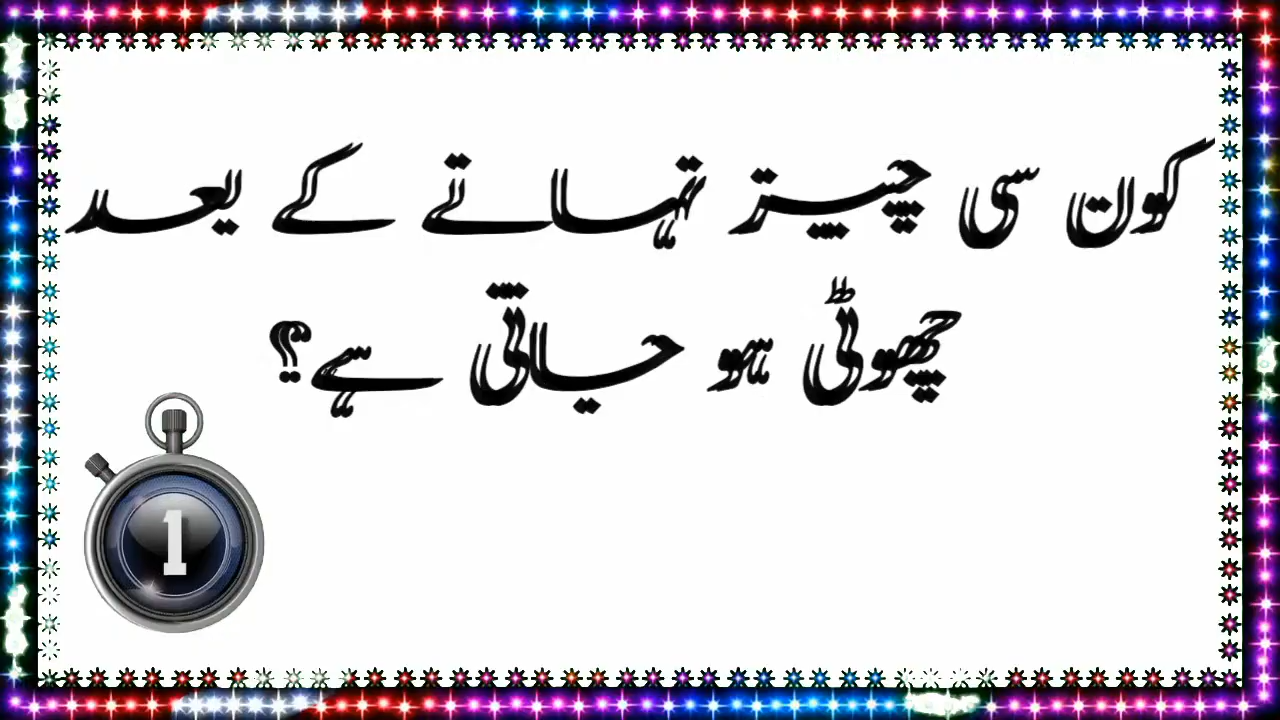 کون سی چیز نہانے کے بعد
چھوٹی ہو جاتی ہے؟
1